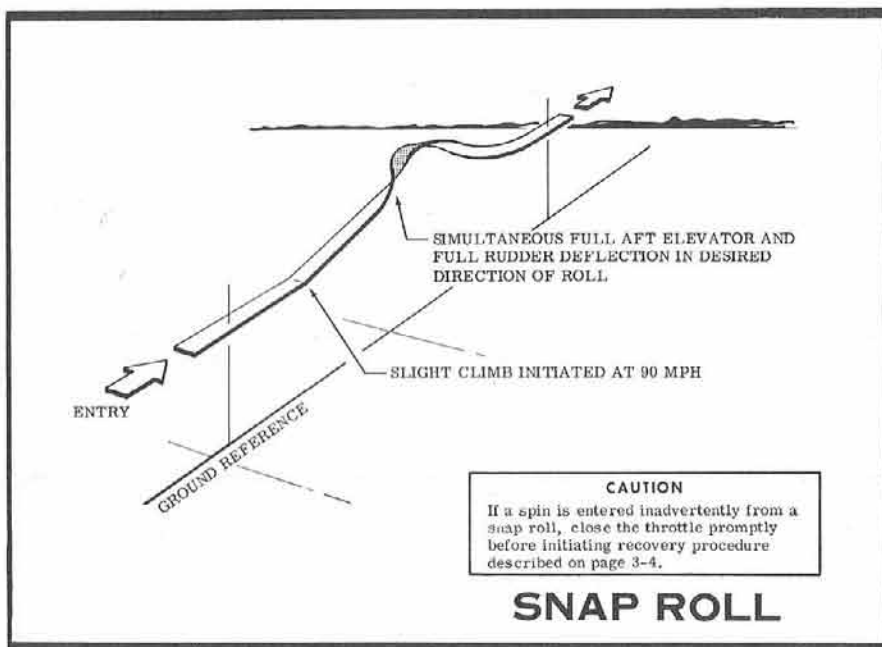 SIMULTANEOUS FULL AFT ELEVATOR AND
FULL RUDDER DEFLECTION IN DESIRED
DIRECTION OF ROLL
SLIGHT CLIMB INITIATED AT 90 MPH
ENTRY
GROUND REFERENCE
CAUTION
If a spin is entered inadvertently from a
snap roll, close the throttle promptly
before initiating recovery procedure
described on page 3-4.
SNAP ROLL